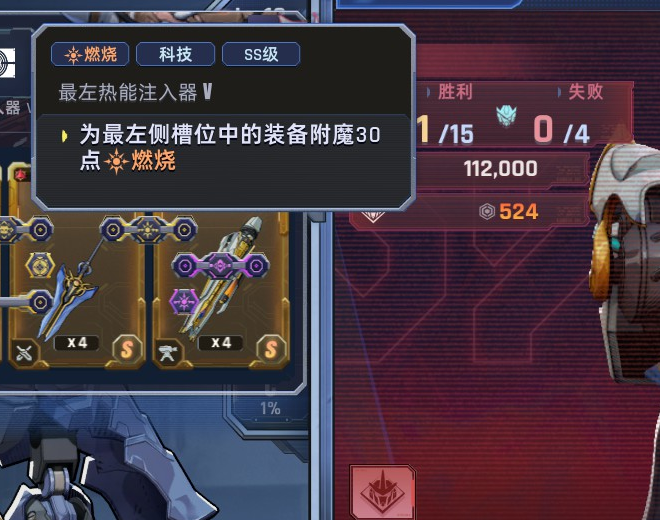 燃烧 科技 SS级
最左热能注入器 V
为最左侧槽位中的装备附魔30
点燃烧
器
胜利 失败
1/15 0/4
112,000
524
x4 S x4 S
1%